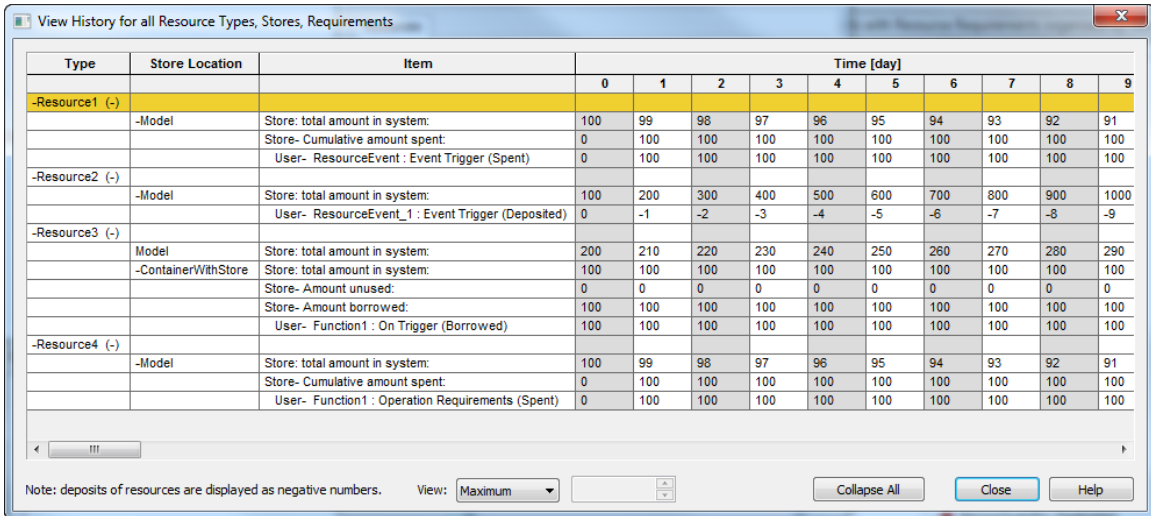 View History for all Resource Types, Stores, Requirements
Type Store Location Item Time [day]
0 1 2 3 4 5 6 7 8 9
-Resource1 (-)
-Model Store: total amount in system: 100 99 98 97 96 95 94 93 92 91
Store- Cumulative amount spent: 0 100 100 100 100 100 100 100 100 100
User- ResourceEvent : Event Trigger (Spent) 0 100 100 100 100 100 100 100 100 100
-Resource2 (-)
-Model Store: total amount in system: 100 200 300 400 500 600 700 800 900 1000
User- ResourceEvent_1 : Event Trigger (Deposited) 0 -1 -2 -3 -4 -5 -6 -7 -8 -9
-Resource3 (-)
Model Store: total amount in system: 200 210 220 230 240 250 260 270 280 290
-ContainerWithStore Store: total amount in system: 100 100 100 100 100 100 100 100 100 100
Store- Amount unused: 0 0 0 0 0 0 0 0 0 0
Store- Amount borrowed: 100 100 100 100 100 100 100 100 100 100
User- Function1 : On Trigger (Borrowed) 100 100 100 100 100 100 100 100 100 100
-Resource4 (-)
-Model Store: total amount in system: 100 99 98 97 96 95 94 93 92 91
Store- Cumulative amount spent: 0 100 100 100 100 100 100 100 100 100
User- Function1 : Operation Requirements (Spent) 0 100 100 100 100 100 100 100 100 100
Note: deposits of resources are displayed as negative numbers. View: Maximum Collapse All Close Help